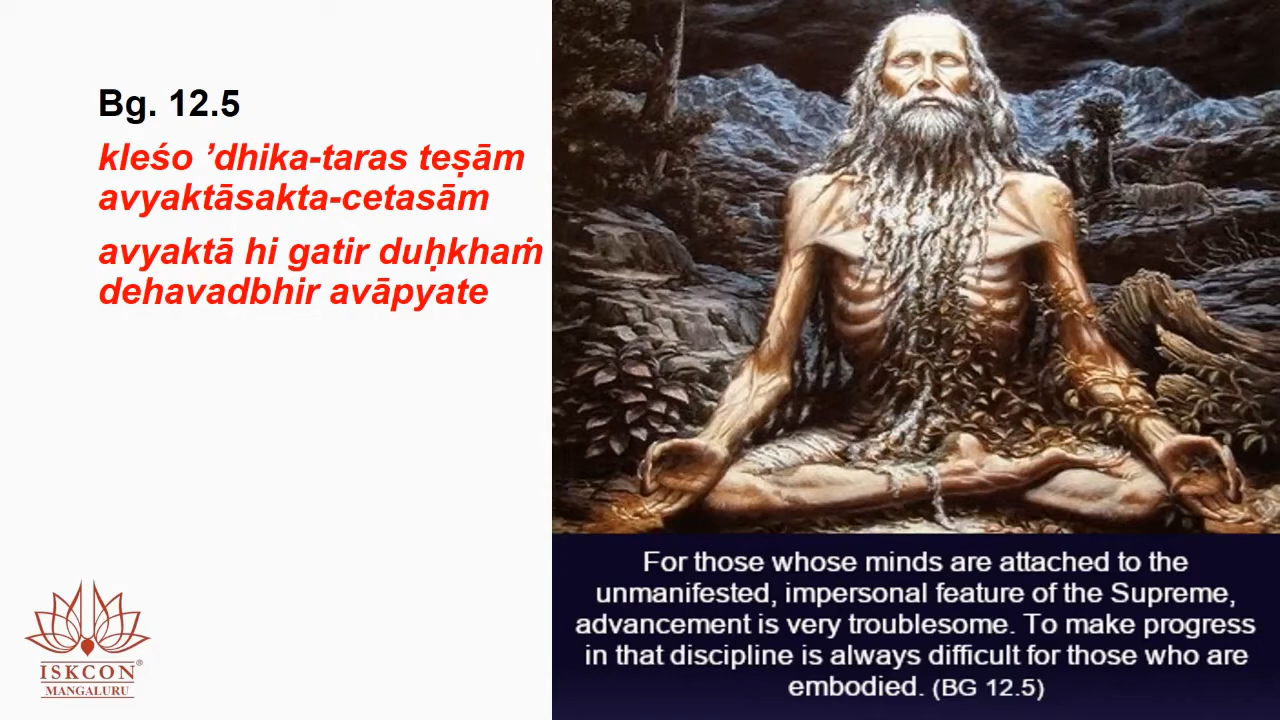 Bg. 12.5
kleśo ’dhika-taras teṣām
avyaktāsakta-cetasām
avyaktā hi gatir duḥkhaṁ
dehavadbhir avāpyate
ISKCON®
MANGALURU
For those whose minds are attached to the
unmanifested, impersonal feature of the Supreme,
advancement is very troublesome. To make progress
in that discipline is always difficult for those who are
embodied. (BG 12.5)